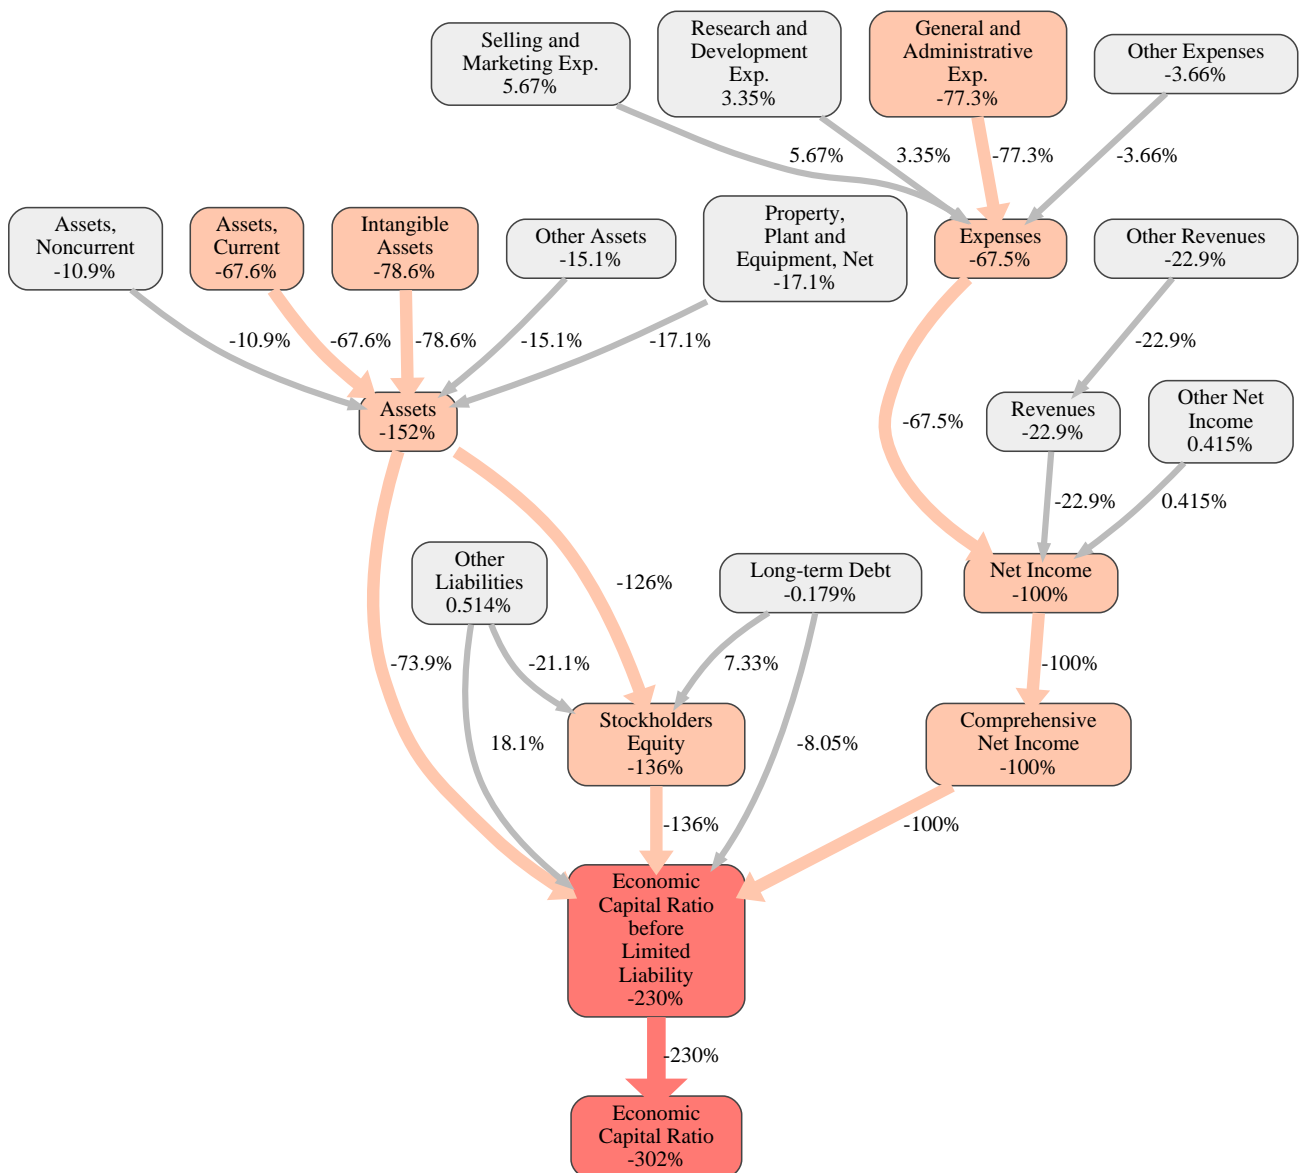 Selling and
Marketing Exp.
5.67%
Research and
Development
Exp.
3.35%
General and
Administrative
Exp.
-77.3%
Other Expenses
-3.66%
5.67%
3.35%
-77.3%
-3.66%
Assets,
Noncurrent
-10.9%
Assets,
Current
-67.6%
Intangible
Assets
-78.6%
Other Assets
-15.1%
Property,
Plant and
Equipment, Net
-17.1%
Expenses
-67.5%
Other Revenues
-22.9%
-10.9%
-67.6%
-78.6%
-15.1%
-17.1%
-22.9%
Assets
-152%
-67.5%
Revenues
-22.9%
Other Net
Income
0.415%
-22.9%
0.415%
Other
Liabilities
0.514%
-126%
Long-term Debt
-0.179%
Net Income
-100%
-73.9%
-21.1%
7.33%
-100%
18.1%
Stockholders
Equity
-136%
-8.05%
Comprehensive
Net Income
-100%
-136%
-100%
Economic
Capital Ratio
before
Limited
Liability
-230%
-230%
Economic
Capital Ratio
-302%